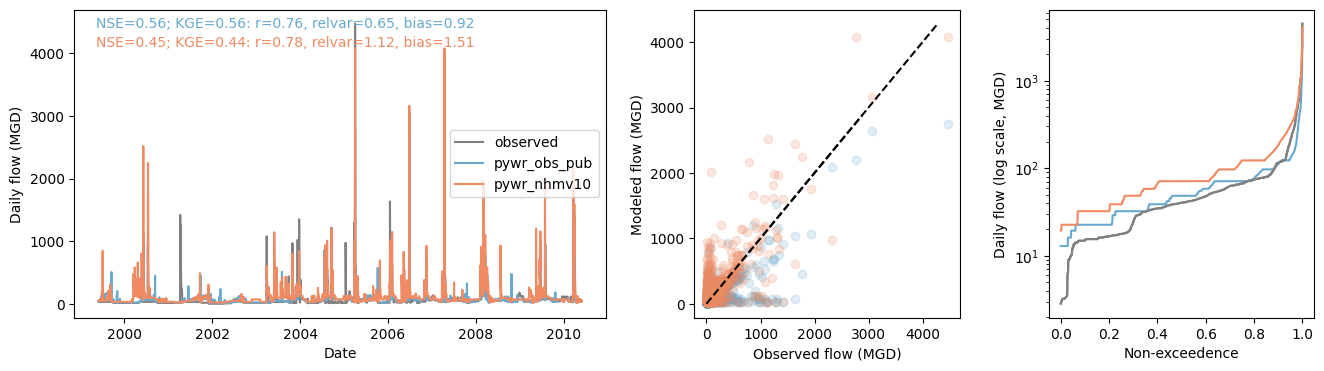 NSE=0.56; KGE=0.56: r=0.76, relvar=0.65, bias=0.92
NSE=0.45; KGE=0.44: r=0.78, relvar=1.12, bias=1.51
Daily flow (MGD)
4000
3000
2000
1000
0
observed
pywr_obs_pub
pywr_nhmv10
2000
2002
2004
2006
2008
2010
Date
Modeled flow (MGD)
4000
3000
2000
1000
0
0
1000
2000
3000
4000
Observed flow (MGD)
Daily flow (log scale, MGD)
10³
10²
10¹
0.0
0.2
0.4
0.6
0.8
1.0
Non-exceedence